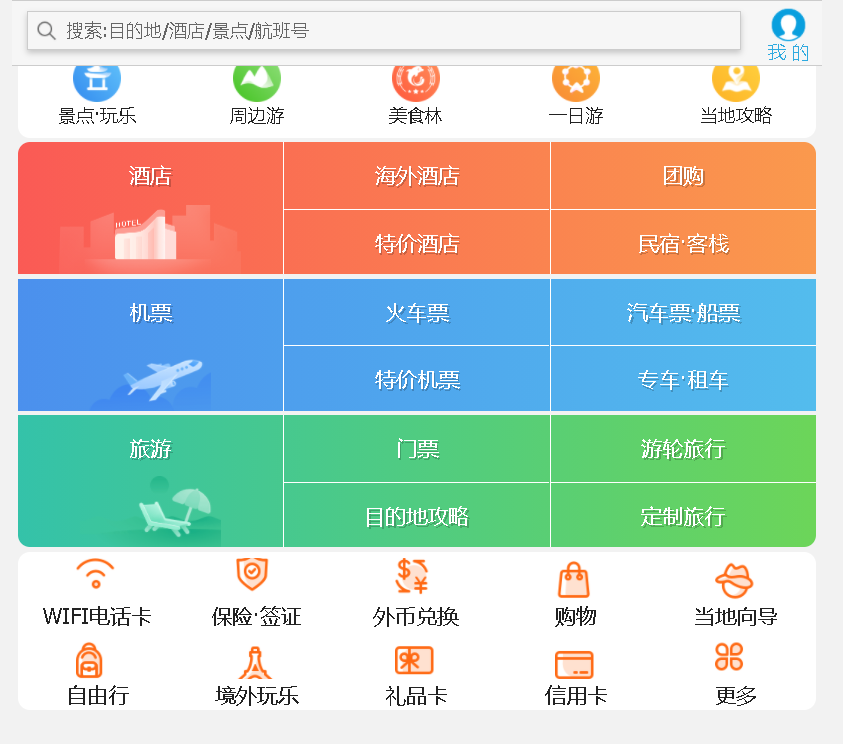 搜索:目的地/酒店/景点/航班号
我的
景点·玩乐 周边游 美食林 一日游 当地攻略
酒店 海外酒店 团购
HOTEL
特价酒店 民宿·客栈
机票 火车票 汽车票·船票
特价机票 专车·租车
旅游 门票 游轮旅行
目的地攻略 定制旅行
WIFI电话卡 保险·签证 外币兑换 购物 当地向导
自由行 境外玩乐 礼品卡 信用卡 更多